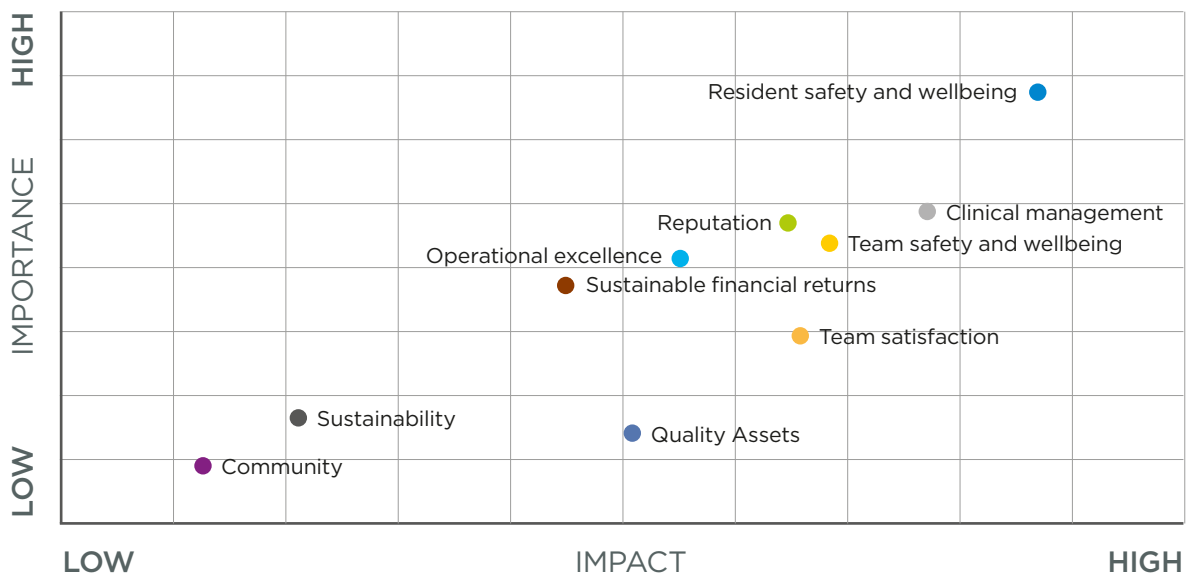 HIGH
IMPORTANCE
LOW
Resident safety and wellbeing
Clinical management
Reputation
Team safety and wellbeing
Operational excellence
Sustainable financial returns
Team satisfaction
Sustainability
Quality Assets
Community
LOW
IMPACT
HIGH